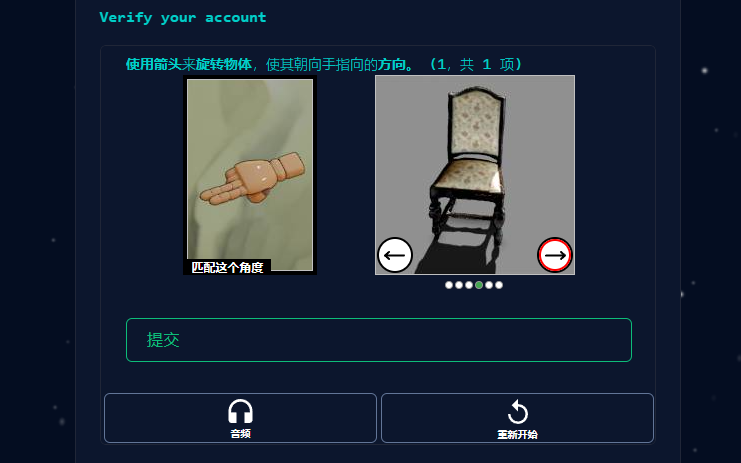 Verify your account
使用箭头来旋转物体，使其朝向手指向的方向。 (1，共 1 项)
匹配这个角度
提交
音频
重新开始